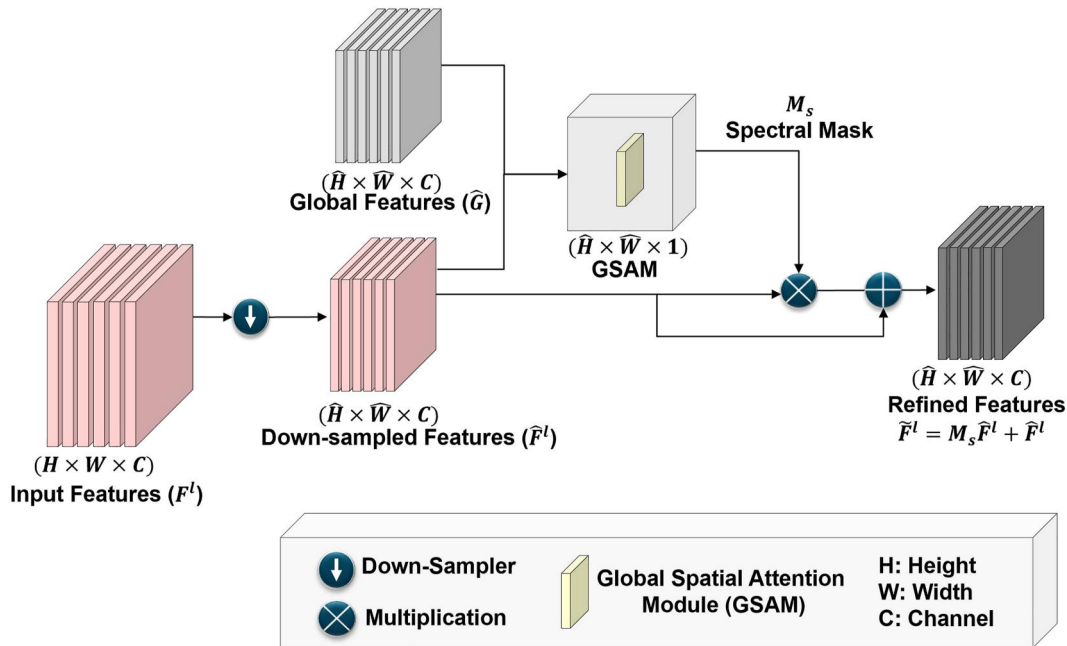 (Ĥ × Ŵ × C)
Global Features (Ĝ)
M_s
Spectral Mask
(Ĥ × Ŵ × 1)
GSAM
(H × W × C)
Input Features (F^l)
(Ĥ × Ŵ × C)
Down-sampled Features (F̂^l)
(Ĥ × Ŵ × C)
Refined Features
F̃^l = M_s F̂^l + F̂^l
Down-Sampler
Multiplication
Global Spatial Attention
Module (GSAM)
H: Height
W: Width
C: Channel